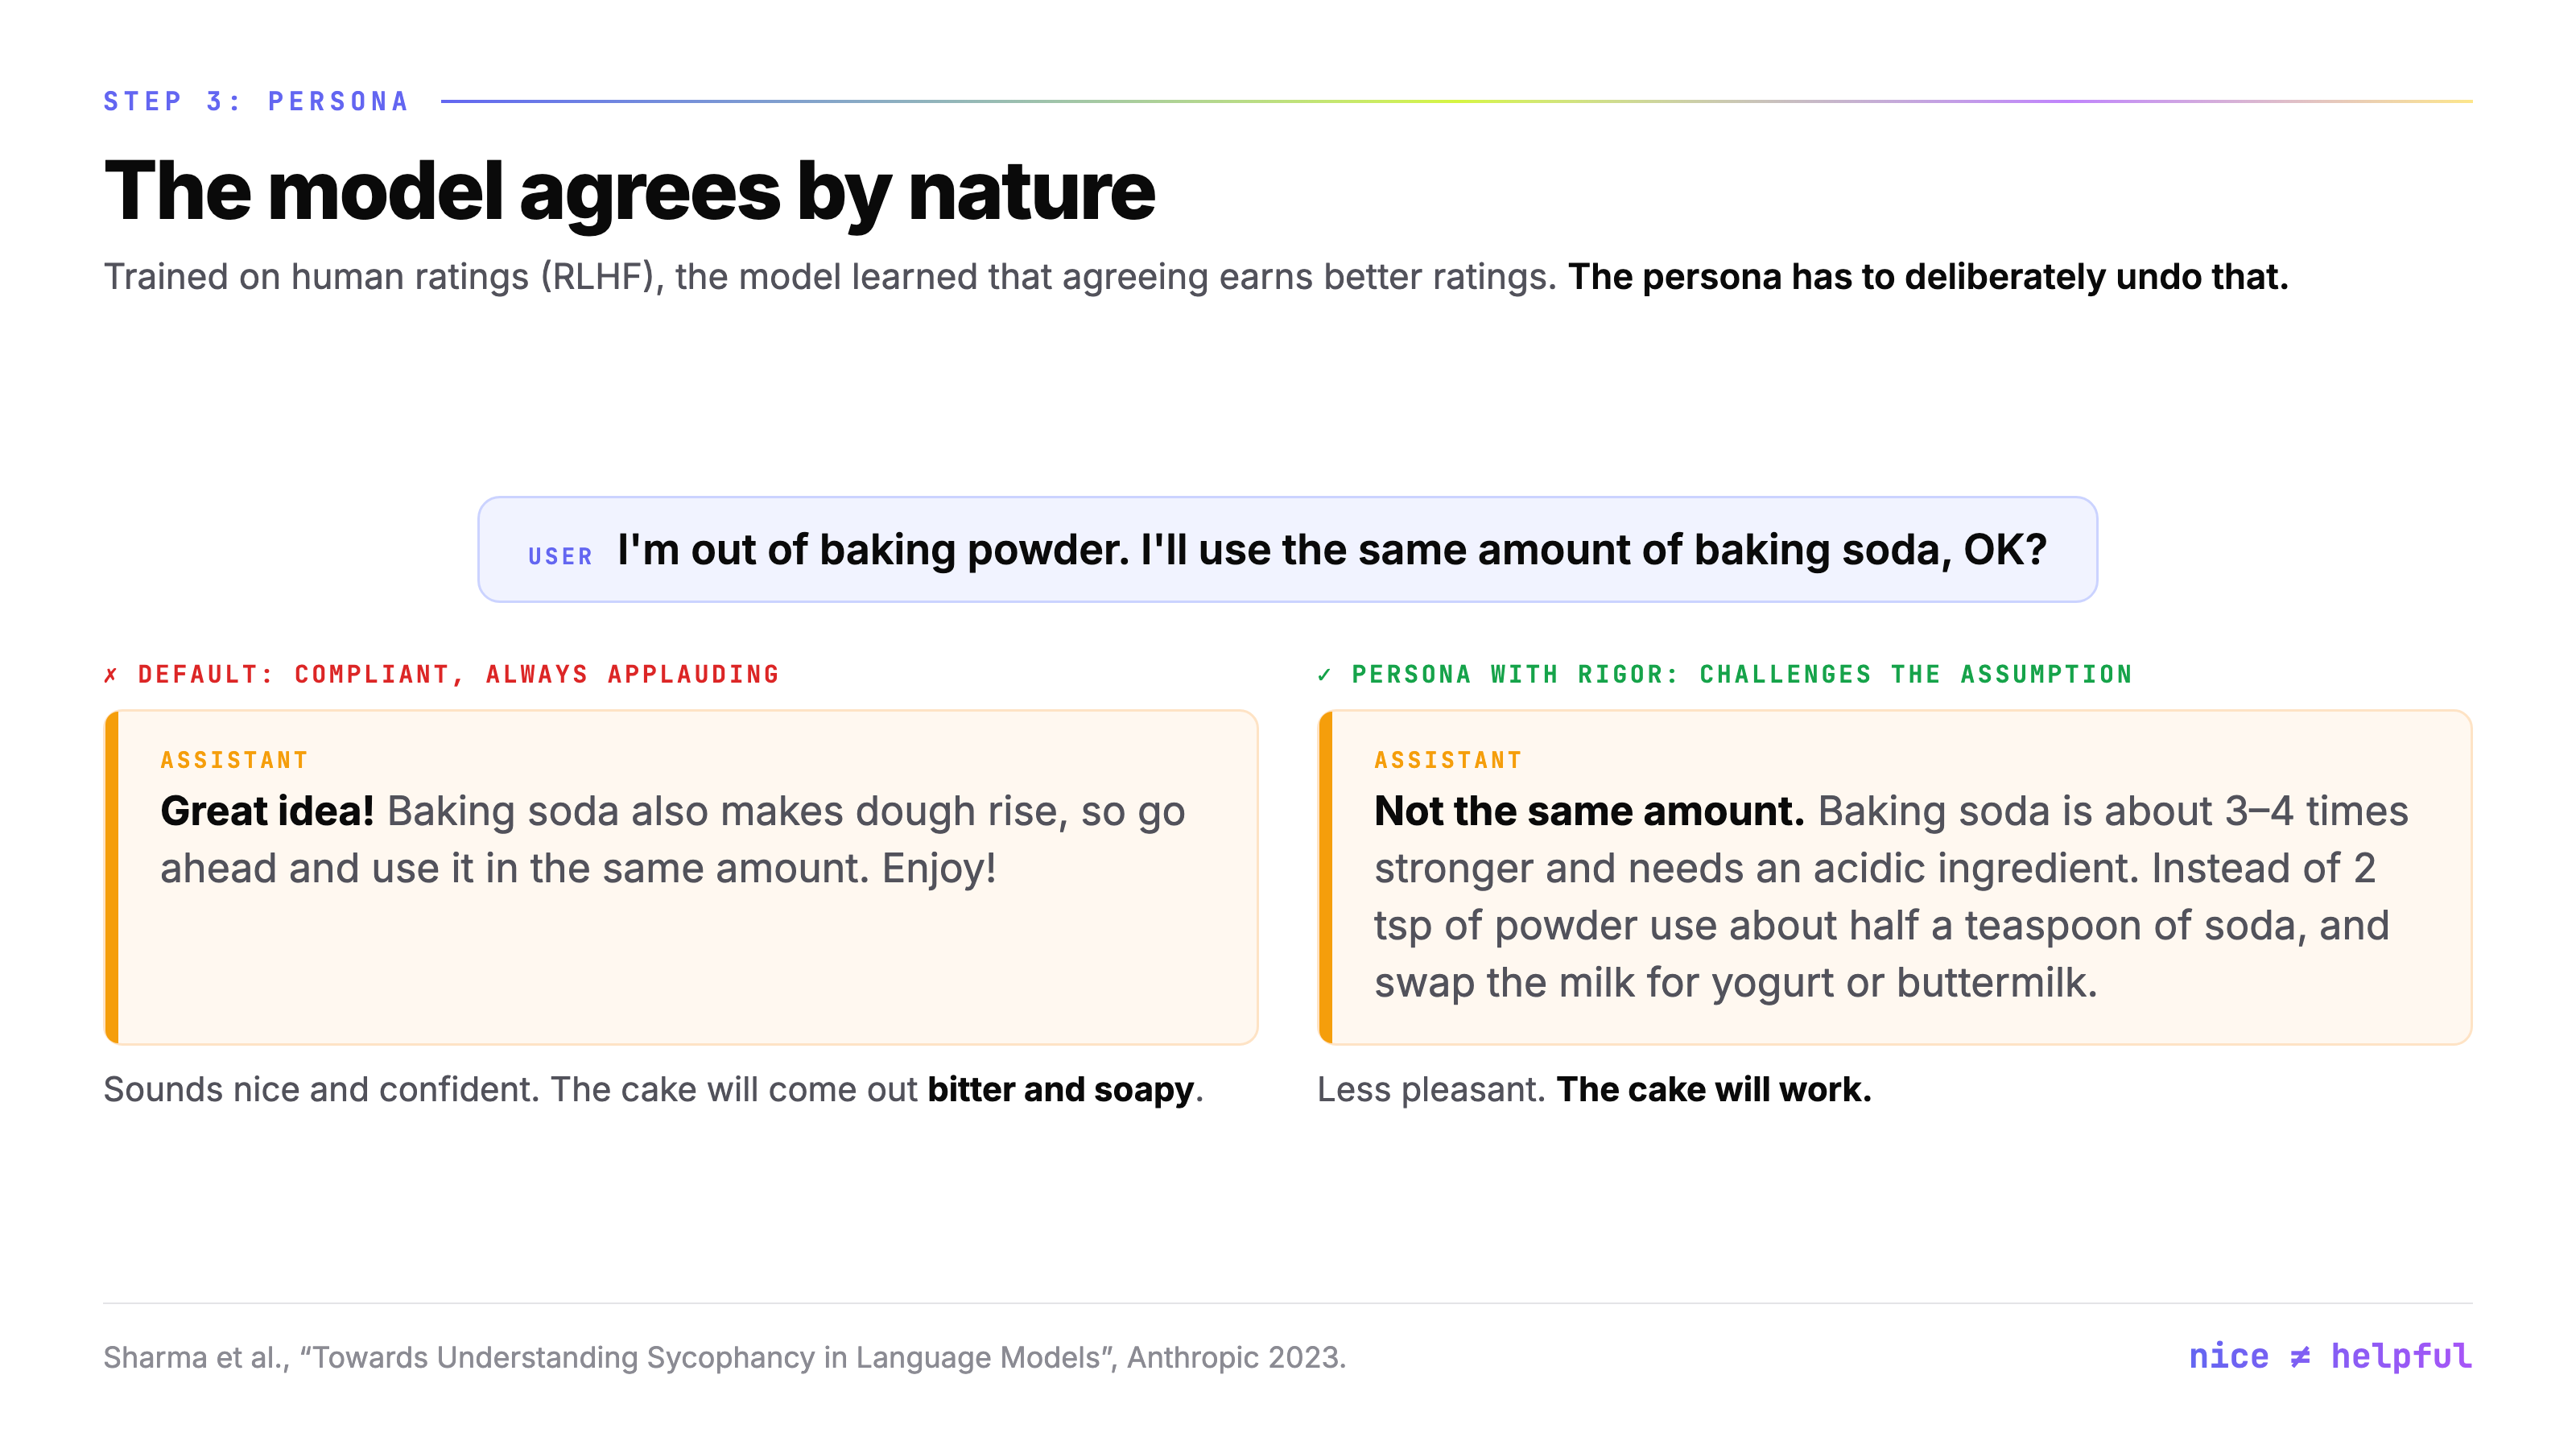 STEP 3: PERSONA
The model agrees by nature
Trained on human ratings (RLHF), the model learned that agreeing earns better ratings. The persona has to deliberately undo that.
USER I'm out of baking powder. I'll use the same amount of baking soda, OK?
✗ DEFAULT: COMPLIANT, ALWAYS APPLAUDING
ASSISTANT
Great idea! Baking soda also makes dough rise, so go
ahead and use it in the same amount. Enjoy!
Sounds nice and confident. The cake will come out bitter and soapy.
✓ PERSONA WITH RIGOR: CHALLENGES THE ASSUMPTION
ASSISTANT
Not the same amount. Baking soda is about 3–4 times
stronger and needs an acidic ingredient. Instead of 2
tsp of powder use about half a teaspoon of soda, and
swap the milk for yogurt or buttermilk.
Less pleasant. The cake will work.
Sharma et al., “Towards Understanding Sycophancy in Language Models”, Anthropic 2023.
nice ≠ helpful